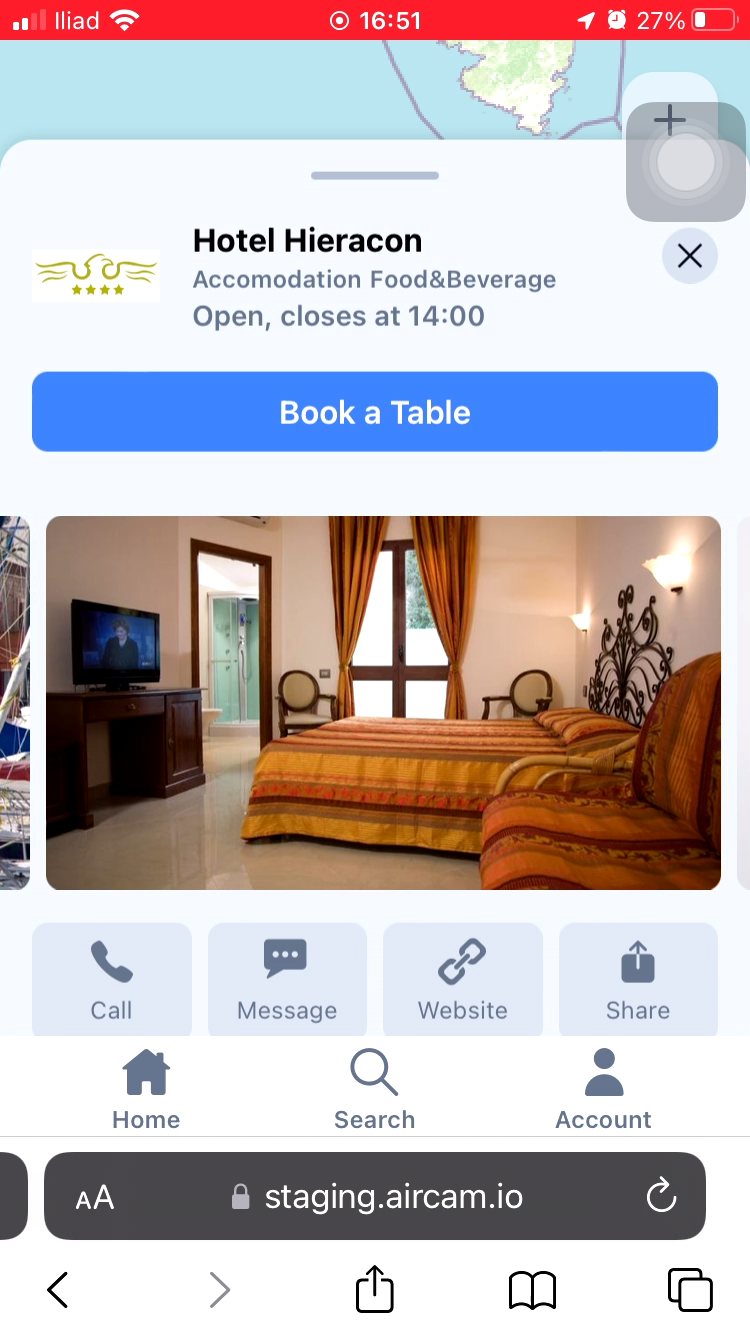 Iliad 16:51 27%
Hotel Hieracon
Accomodation Food&Beverage
Open, closes at 14:00
Book a Table
Call Message Website Share
Home Search Account
AA staging.aircam.io